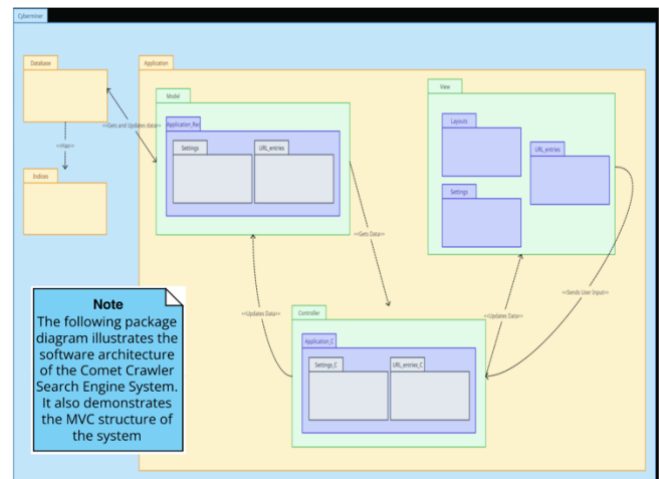 Cyberminer
Database
Application
Model
View
Application_Rec
Layouts
Settings
URL_entries
URL_entries
<<Gets and Updates data>>
<<Has>>
Indices
Settings
<<Gets Data>>
<<Sends User Input>>
Note
The following package
diagram illustrates the
software architecture
of the Comet Crawler
Search Engine System.
It also demonstrates
the MVC structure of
the system
<<Updates Data>>
Controller
<<Updates Data>>
Application_C
Settings_C
URL_entries_C